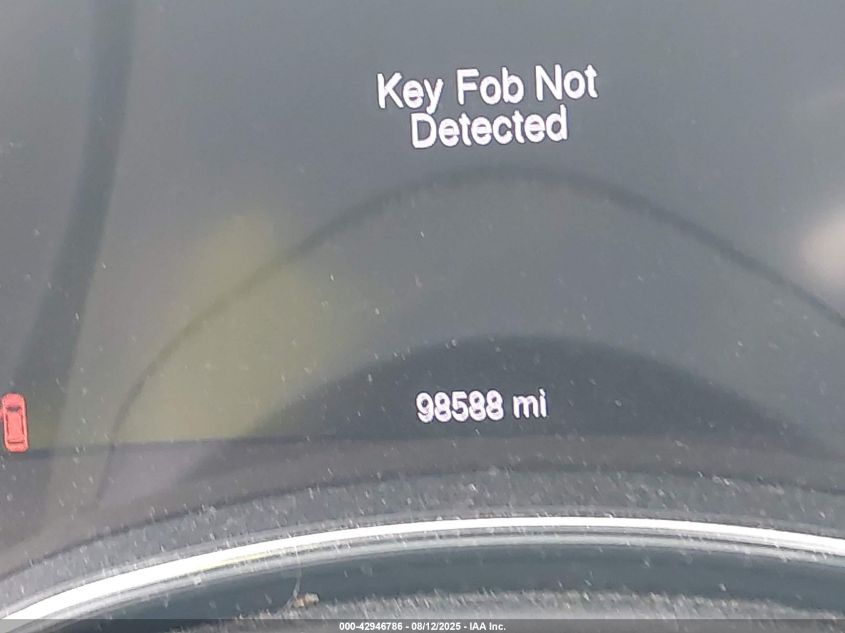 Key Fob Not
Detected
98588 mi
000-42946786 - 08/12/2025 - IAA Inc.